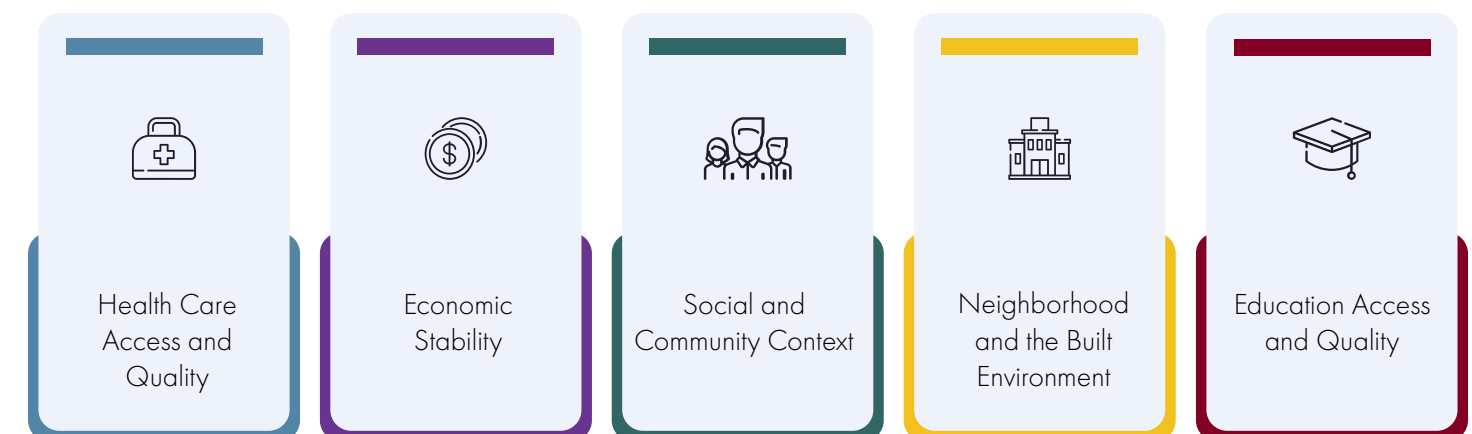 Health Care
Access and
Quality
$
Economic
Stability
Social and
Community Context
Neighborhood
and the Built
Environment
Education Access
and Quality